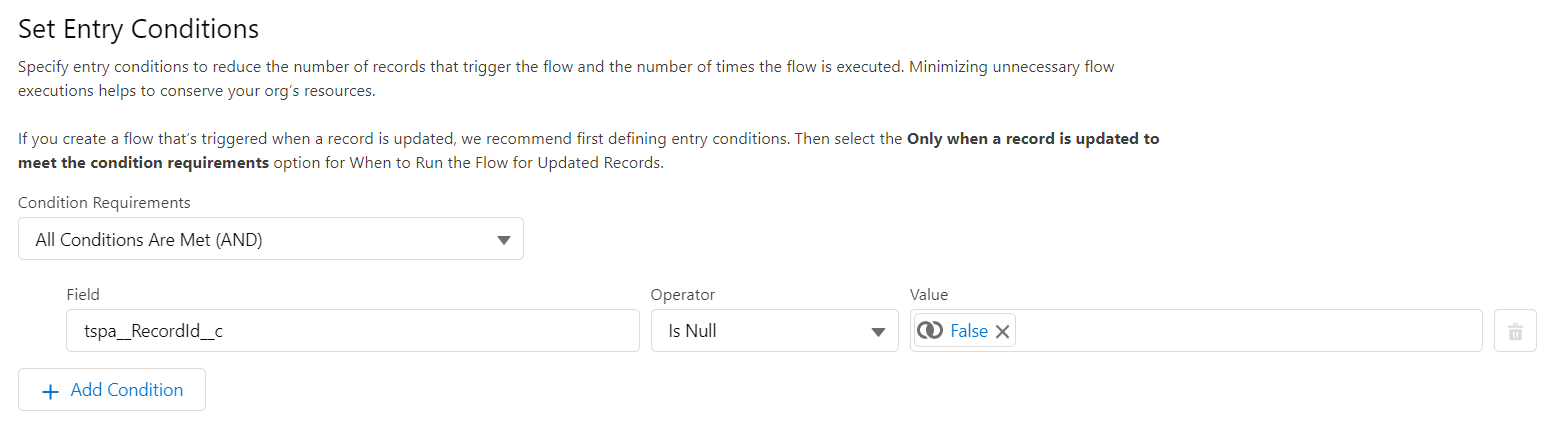 Set Entry Conditions
Specify entry conditions to reduce the number of records that trigger the flow and the number of times the flow is executed. Minimizing unnecessary flow
executions helps to conserve your org's resources.
If you create a flow that's triggered when a record is updated, we recommend first defining entry conditions. Then select the Only when a record is updated to
meet the condition requirements option for When to Run the Flow for Updated Records.
Condition Requirements
All Conditions Are Met (AND)
Field Operator Value
tspa__RecordId__c Is Null False
+ Add Condition